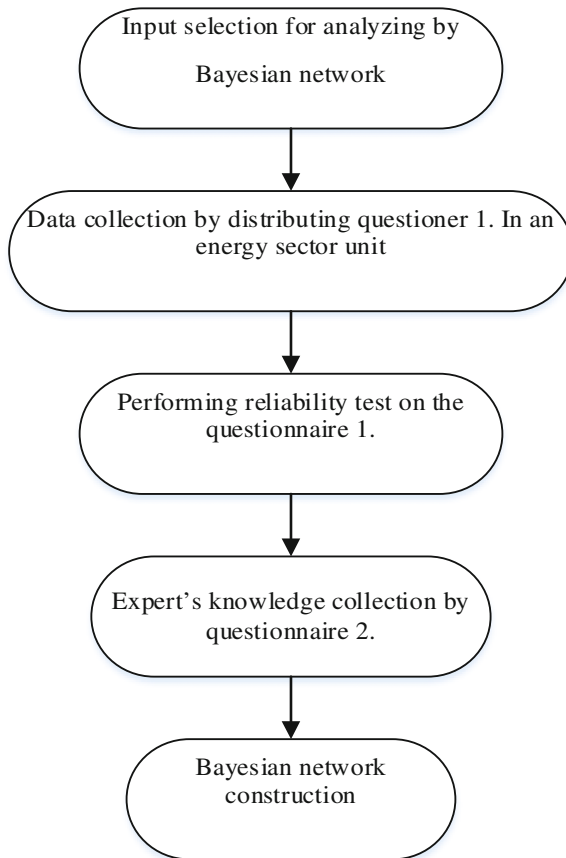 Input selection for analyzing by
Bayesian network
Data collection by distributing questioner 1. In an
energy sector unit
Performing reliability test on the
questionnaire 1.
Expert’s knowledge collection by
questionnaire 2.
Bayesian network
construction